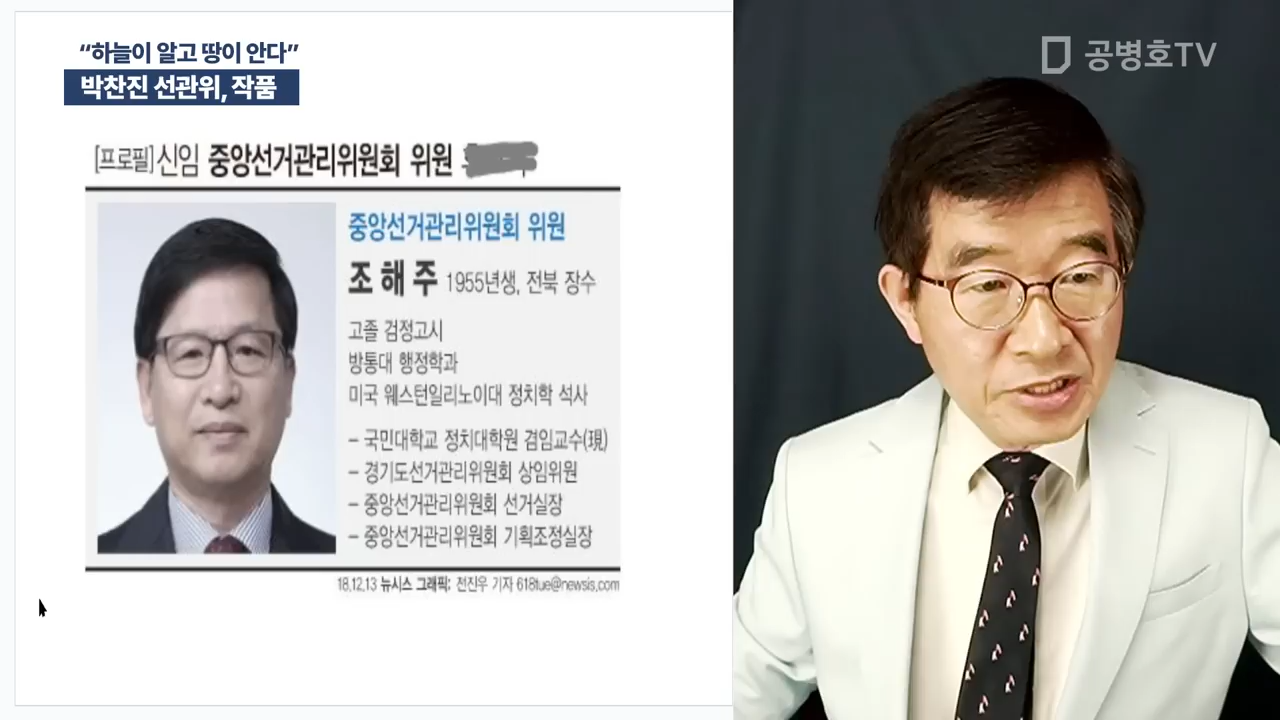 “하늘이 알고 땅이 안다”
박찬진 선관위, 작품
공병호TV
[프로필] 신임 중앙선거관리위원회 위원
중앙선거관리위원회 위원
조해주 1955년생, 전북 장수
고졸 검정고시
방통대 행정학과
미국 웨스턴일리노이대 정치학 석사
– 국민대학교 정치대학원 겸임교수(現)
– 경기도선거관리위원회 상임위원
– 중앙선거관리위원회 선거실장
– 중앙선거관리위원회 기획조정실장
18.12.13 뉴시스 그래픽: 전진우 기자 618tue@newsis.com